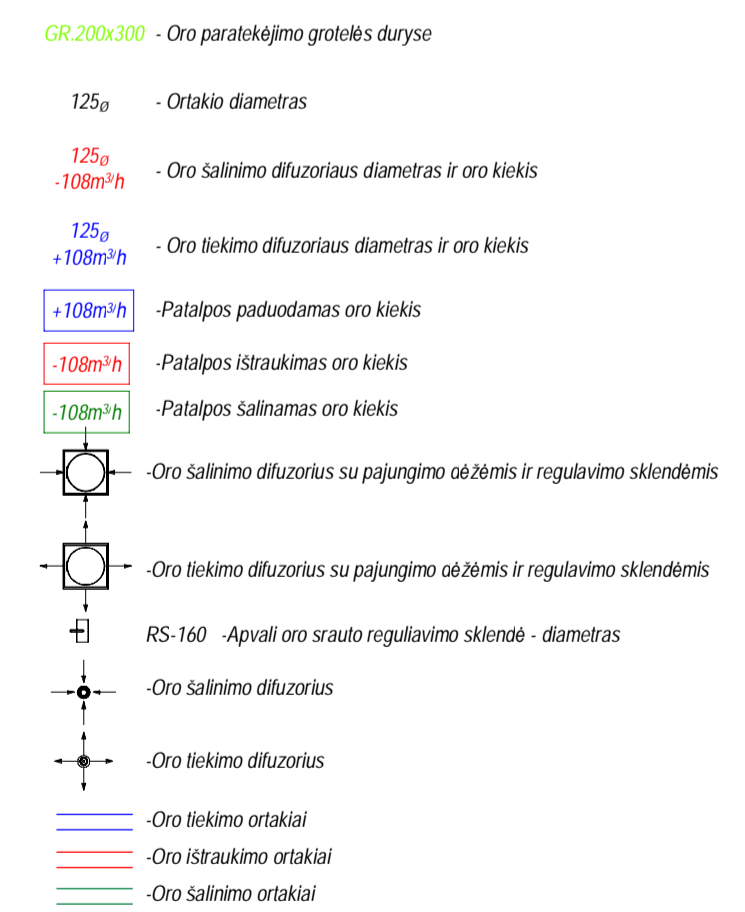 GR.200x300 - Oro paratekėjimo grotelės duryse
125ø - Ortakio diametras
125ø
-108m³/h - Oro šalinimo difuzoriaus diametras ir oro kiekis
125ø
+108m³/h - Oro tiekimo difuzoriaus diametras ir oro kiekis
+108m³/h -Patalpos paduodamas oro kiekis
-108m³/h -Patalpos ištraukimas oro kiekis
-108m³/h -Patalpos šalinamas oro kiekis
-Oro šalinimo difuzorius su pajungimo dėžėmis ir regulavimo sklendėmis
-Oro tiekimo difuzorius su pajungimo dėžėmis ir regulavimo sklendėmis
RS-160 -Apvali oro srauto reguliavimo sklendė - diametras
-Oro šalinimo difuzorius
-Oro tiekimo difuzorius
-Oro tiekimo ortakiai
-Oro ištraukimo ortakiai
-Oro šalinimo ortakiai